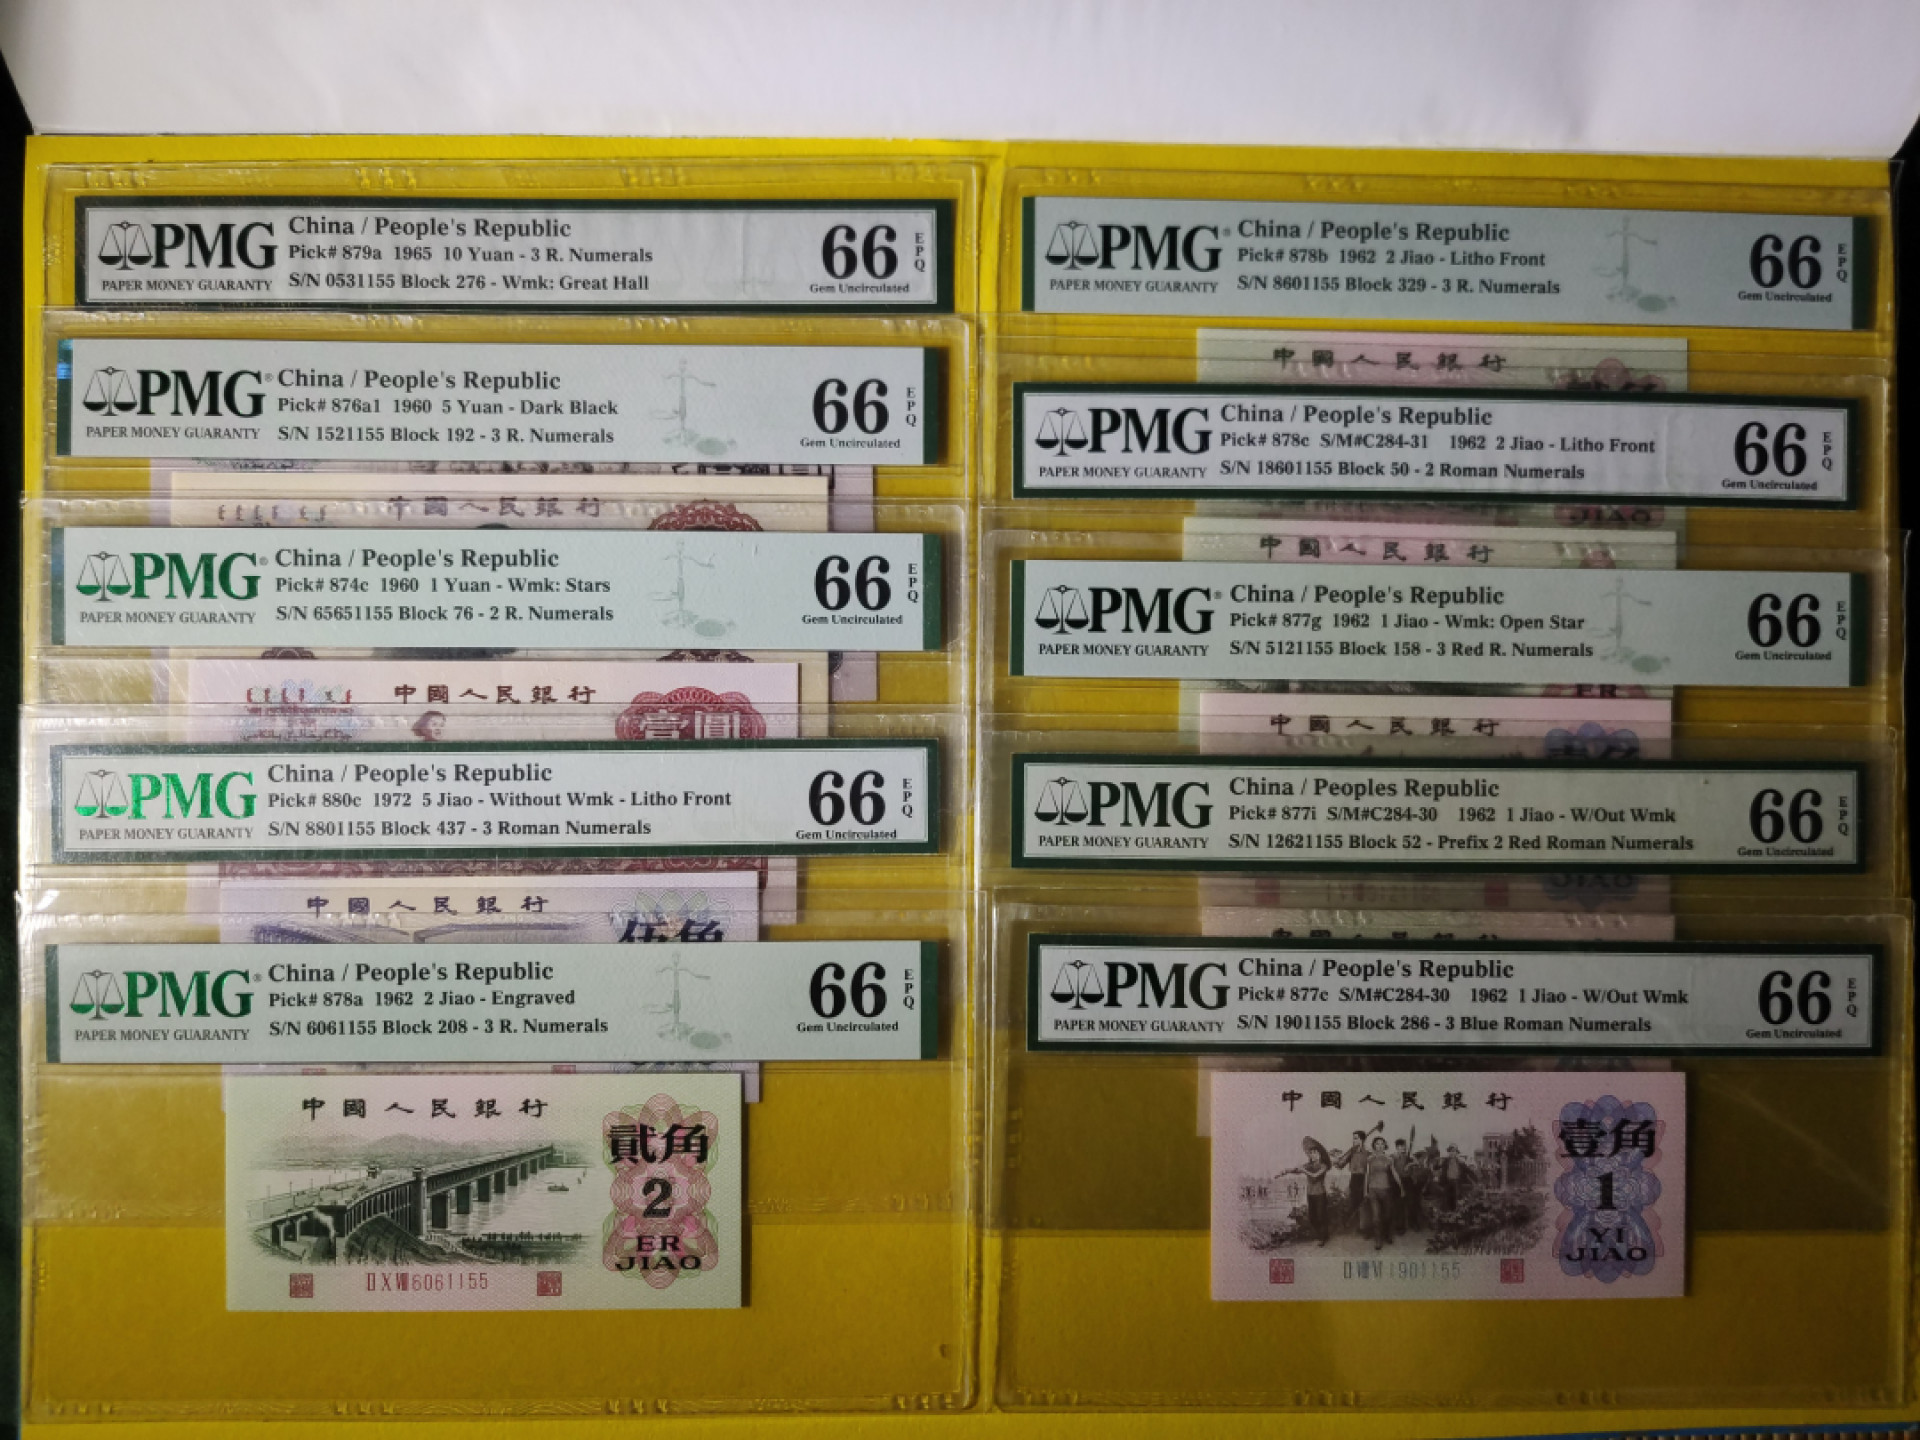 PMG
PAPER MONEY GUARANTY
China / People's Republic
Pick# 879a 1965 10 Yuan - 3 R. Numerals
S/N 0531155 Block 276 - Wmk: Great Hall
66
EPQ
Gem Uncirculated
PMG®
PAPER MONEY GUARANTY
China / People's Republic
Pick# 876a1 1960 5 Yuan - Dark Black
S/N 1521155 Block 192 - 3 R. Numerals
66
EPQ
Gem Uncirculated
中國人民銀行
PMG®
PAPER MONEY GUARANTY
China / People's Republic
Pick# 874c 1960 1 Yuan - Wmk: Stars
S/N 65651155 Block 76 - 2 R. Numerals
66
EPQ
Gem Uncirculated
中國人民銀行
壹圓
PMG
PAPER MONEY GUARANTY
China / People's Republic
Pick# 880c 1972 5 Jiao - Without Wmk - Litho Front
S/N 8801155 Block 437 - 3 Roman Numerals
66
EPQ
Gem Uncirculated
中國人民銀行
伍角
PMG®
PAPER MONEY GUARANTY
China / People's Republic
Pick# 878a 1962 2 Jiao - Engraved
S/N 6061155 Block 208 - 3 R. Numerals
66
EPQ
Gem Uncirculated
中國人民銀行
貳角
2
ER
JIAO
ⅡⅩⅧ6061155
PMG®
PAPER MONEY GUARANTY
China / People's Republic
Pick# 878b 1962 2 Jiao - Litho Front
S/N 8601155 Block 329 - 3 R. Numerals
66
EPQ
Gem Uncirculated
中國人民銀行
PMG
PAPER MONEY GUARANTY
China / People's Republic
Pick# 878c S/M#C284-31 1962 2 Jiao - Litho Front
S/N 18601155 Block 50 - 2 Roman Numerals
66
EPQ
Gem Uncirculated
JIAO
中國人民銀行
PMG®
PAPER MONEY GUARANTY
China / People's Republic
Pick# 877g 1962 1 Jiao - Wmk: Open Star
S/N 5121155 Block 158 - 3 Red R. Numerals
66
EPQ
Gem Uncirculated
ER
中國人民銀行
壹角
PMG
PAPER MONEY GUARANTY
China / Peoples Republic
Pick# 877i S/M#C284-30 1962 1 Jiao - W/Out Wmk
S/N 12621155 Block 52 - Prefix 2 Red Roman Numerals
66
EPQ
Gem Uncirculated
JIAO
PMG
PAPER MONEY GUARANTY
China / People's Republic
Pick# 877c S/M#C284-30 1962 1 Jiao - W/Out Wmk
S/N 1901155 Block 286 - 3 Blue Roman Numerals
66
EPQ
Gem Uncirculated
中國人民銀行
壹角
1
YI
JIAO
ⅡⅧⅥ1901155